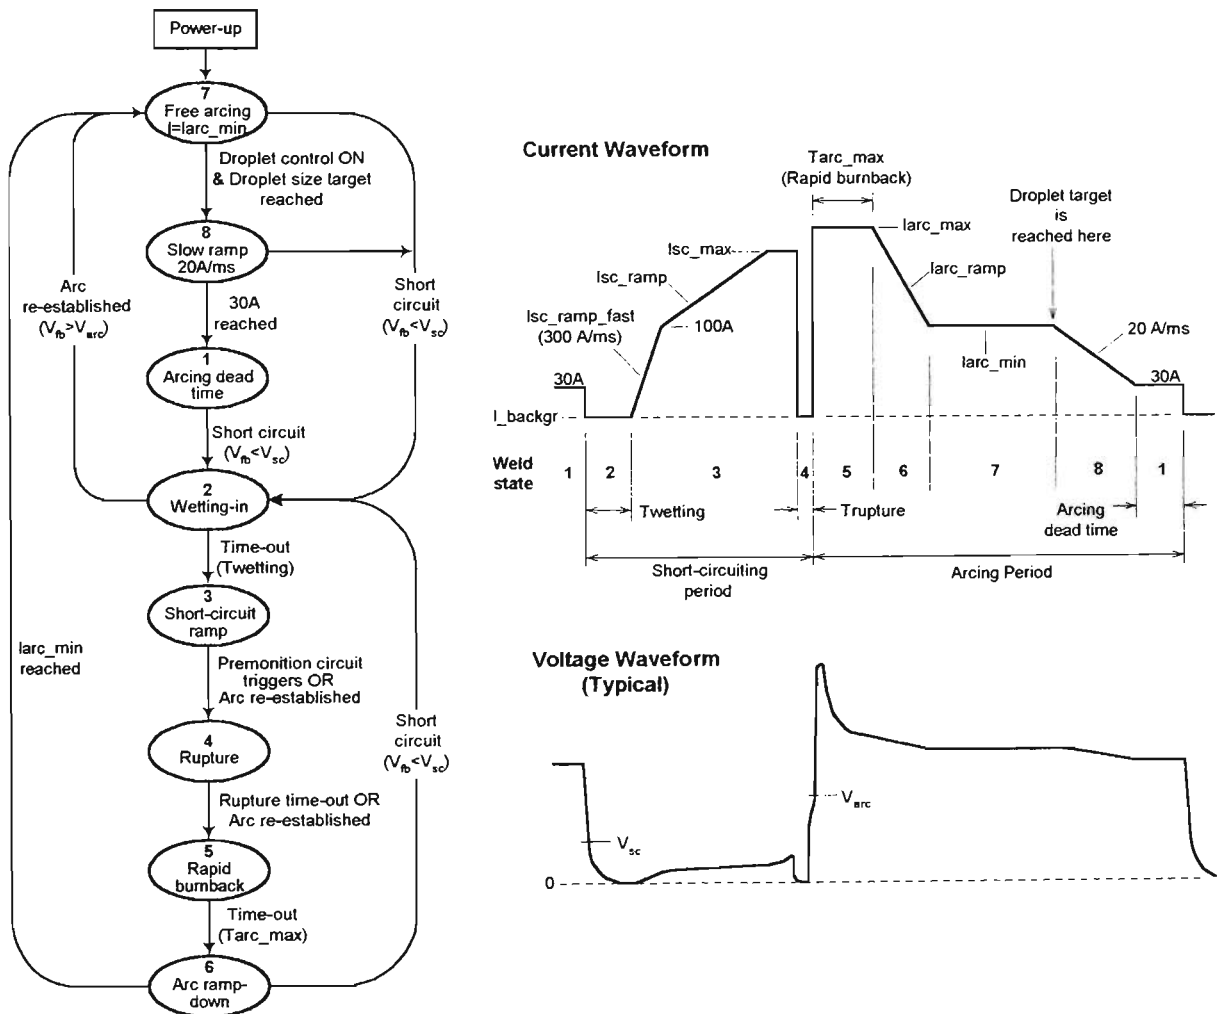 Power-up
7
Free arcing
I=Iarc_min
Droplet control ON
& Droplet size target
reached
8
Slow ramp
20A/ms
Arc
re-established
(Vfb>Varc)
Short
circuit
(Vfb<Vsc)
30A
reached
1
Arcing dead
time
Short circuit
(Vfb<Vsc)
2
Wetting-in
Time-out
(Twetting)
3
Short-circuit
ramp
Iarc_min
reached
Premonition circuit
triggers OR
Arc re-established
4
Rupture
Short
circuit
(Vfb<Vsc)
Rupture time-out OR
Arc re-established
5
Rapid
burnback
Time-out
(Tarc_max)
6
Arc ramp-
down
Current Waveform
Tarc_max
(Rapid burnback)
Droplet target
is
reached here
Isc_max
Iarc_max
Isc_ramp
Iarc_ramp
Isc_ramp_fast
(300 A/ms)
100A
20 A/ms
Iarc_min
30A
30A
I_backgr
Weld
state
1 2 3 4 5 6 7 8 1
Twetting
Trupture
Arcing
dead time
Short-circuiting
period
Arcing Period
Voltage Waveform
(Typical)
Varc
Vsc
0